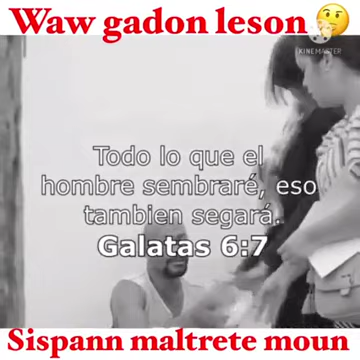 Waw gadon leson🤔
KINEMASTER
Todo lo que el
hombre sembraré, eso
tambien segará.
Galatas 6:7
Sispann maltrete moun